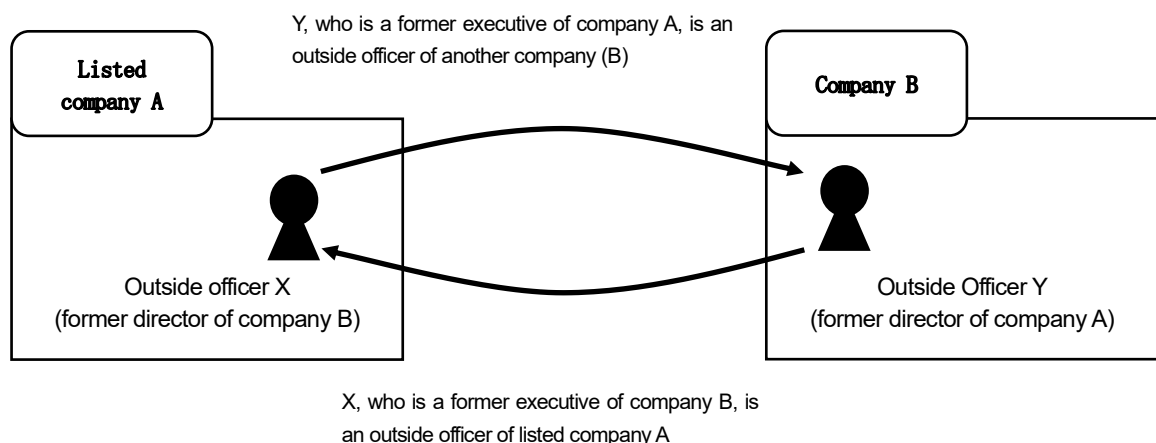 Y, who is a former executive of company A, is an
outside officer of another company (B)
Listed
company A
Company B
Outside officer X
(former director of company B)
Outside Officer Y
(former director of company A)
X, who is a former executive of company B, is
an outside officer of listed company A